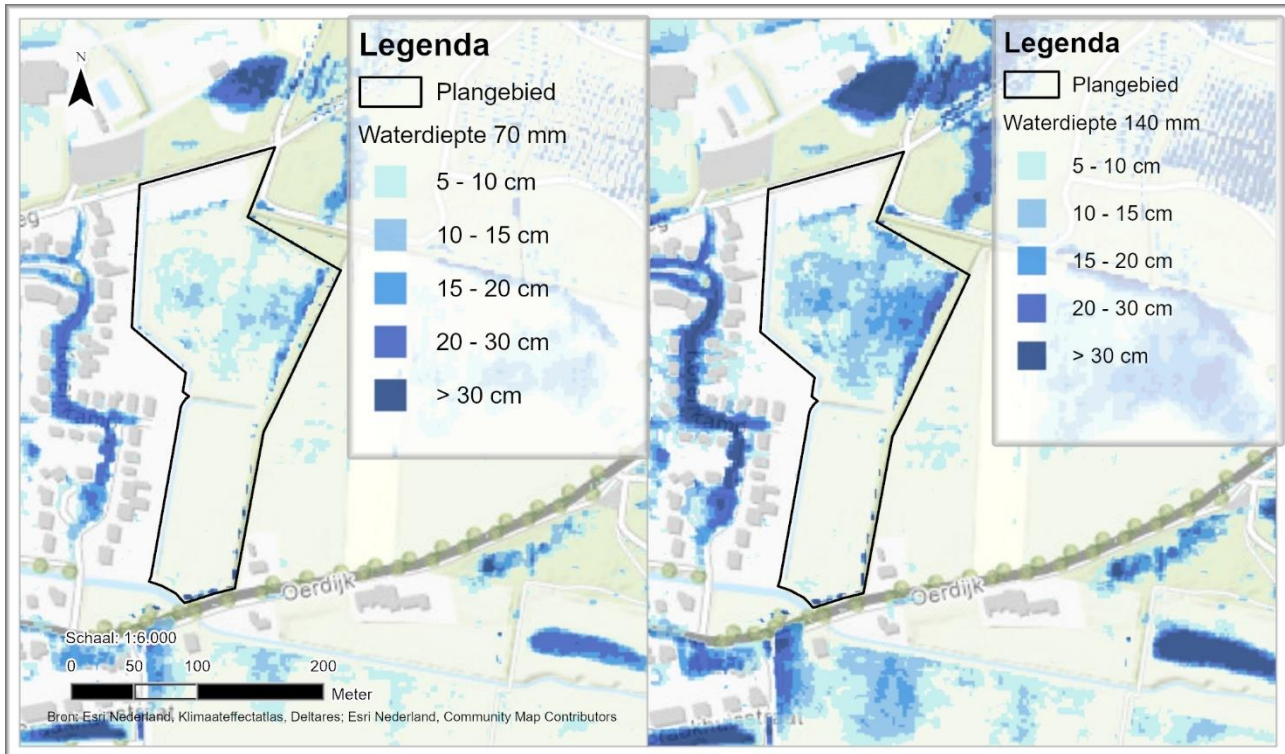 N
Legenda
Plangebied
Waterdiepte 70 mm
5 - 10 cm
10 - 15 cm
15 - 20 cm
20 - 30 cm
> 30 cm
eg
Oerdijk
Schaal: 1:6.000
0 50 100 200
Meter
Bron: Esri Nederland, Klimaateffectatlas, Deltares; Esri Nederland, Community Map Contributors
Legenda
Plangebied
Waterdiepte 140 mm
5 - 10 cm
10 - 15 cm
15 - 20 cm
20 - 30 cm
> 30 cm
eg
Oerdijk